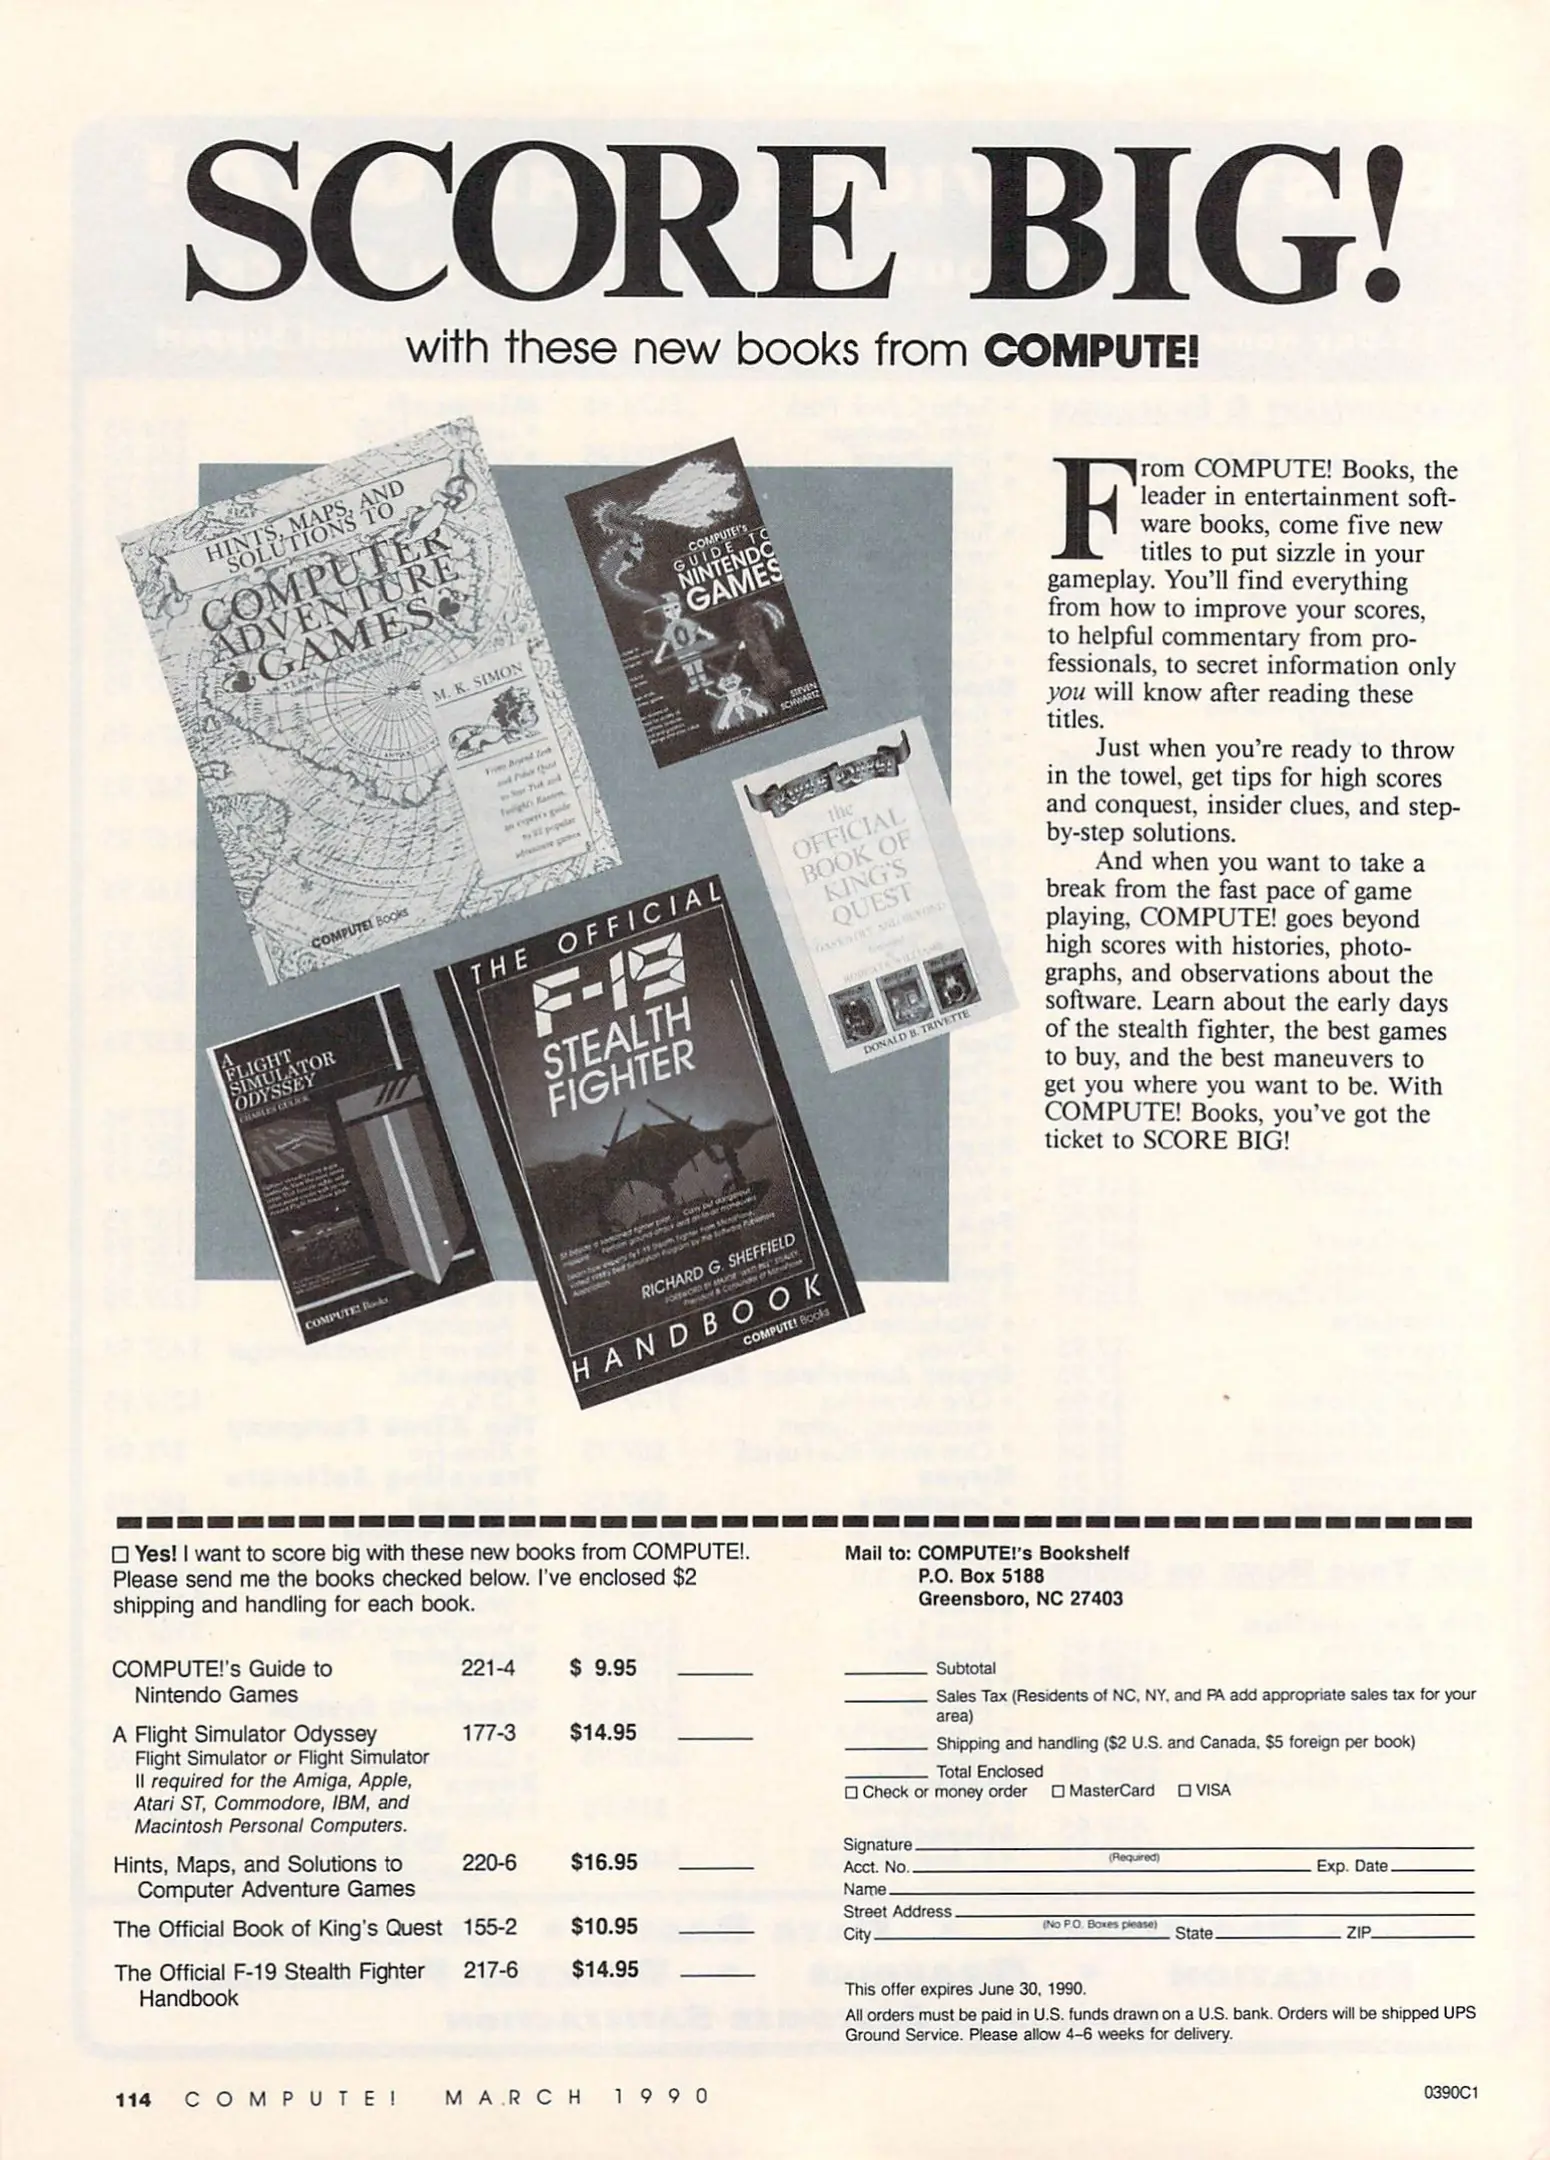 SCORE BIG!
with these new books from COMPUTE!
HINTS, MAPS, AND
SOLUTIONS TO
COMPUTER
ADVENTURE
GAMES
M. K. SIMON
From Beyond Zork
and Police Quest
to Star Trek and
an expert's guide
to 22 popular
adventure games
COMPUTE! Books
COMPUTE!'s
GUIDE TO
NINTENDO
GAMES
STEVEN
SCHWARTZ
the
OFFICIAL
BOOK OF
KING'S
QUEST
DONALD B. TRIVETTE
A
FLIGHT
SIMULATOR
ODYSSEY
CHARLES GULICK
COMPUTE! Books
THE OFFICIAL
F-19
STEALTH
FIGHTER
RICHARD G. SHEFFIELD
HANDBOOK
COMPUTE! Books
From COMPUTE! Books, the
leader in entertainment soft-
ware books, come five new
titles to put sizzle in your
gameplay. You'll find everything
from how to improve your scores,
to helpful commentary from pro-
fessionals, to secret information only
you will know after reading these
titles.
Just when you're ready to throw
in the towel, get tips for high scores
and conquest, insider clues, and step-
by-step solutions.
And when you want to take a
break from the fast pace of game
playing, COMPUTE! goes beyond
high scores with histories, photo-
graphs, and observations about the
software. Learn about the early days
of the stealth fighter, the best games
to buy, and the best maneuvers to
get you where you want to be. With
COMPUTE! Books, you've got the
ticket to SCORE BIG!
☐ Yes! I want to score big with these new books from COMPUTE!.
Please send me the books checked below. I've enclosed $2
shipping and handling for each book.
COMPUTE!'s Guide to 221-4 $ 9.95
Nintendo Games
A Flight Simulator Odyssey 177-3 $14.95
Flight Simulator or Flight Simulator
II required for the Amiga, Apple,
Atari ST, Commodore, IBM, and
Macintosh Personal Computers.
Hints, Maps, and Solutions to 220-6 $16.95
Computer Adventure Games
The Official Book of King's Quest 155-2 $10.95
The Official F-19 Stealth Fighter 217-6 $14.95
Handbook
Mail to: COMPUTE!'s Bookshelf
P.O. Box 5188
Greensboro, NC 27403
Subtotal
Sales Tax (Residents of NC, NY, and PA add appropriate sales tax for your
area)
Shipping and handling ($2 U.S. and Canada, $5 foreign per book)
Total Enclosed
☐ Check or money order ☐ MasterCard ☐ VISA
Signature
(Required)
Acct. No. Exp. Date
Name
Street Address
(No P.O. Boxes please)
City State ZIP
This offer expires June 30, 1990.
All orders must be paid in U.S. funds drawn on a U.S. bank. Orders will be shipped UPS
Ground Service. Please allow 4–6 weeks for delivery.
114 COMPUTE! MARCH 1990
0390C1